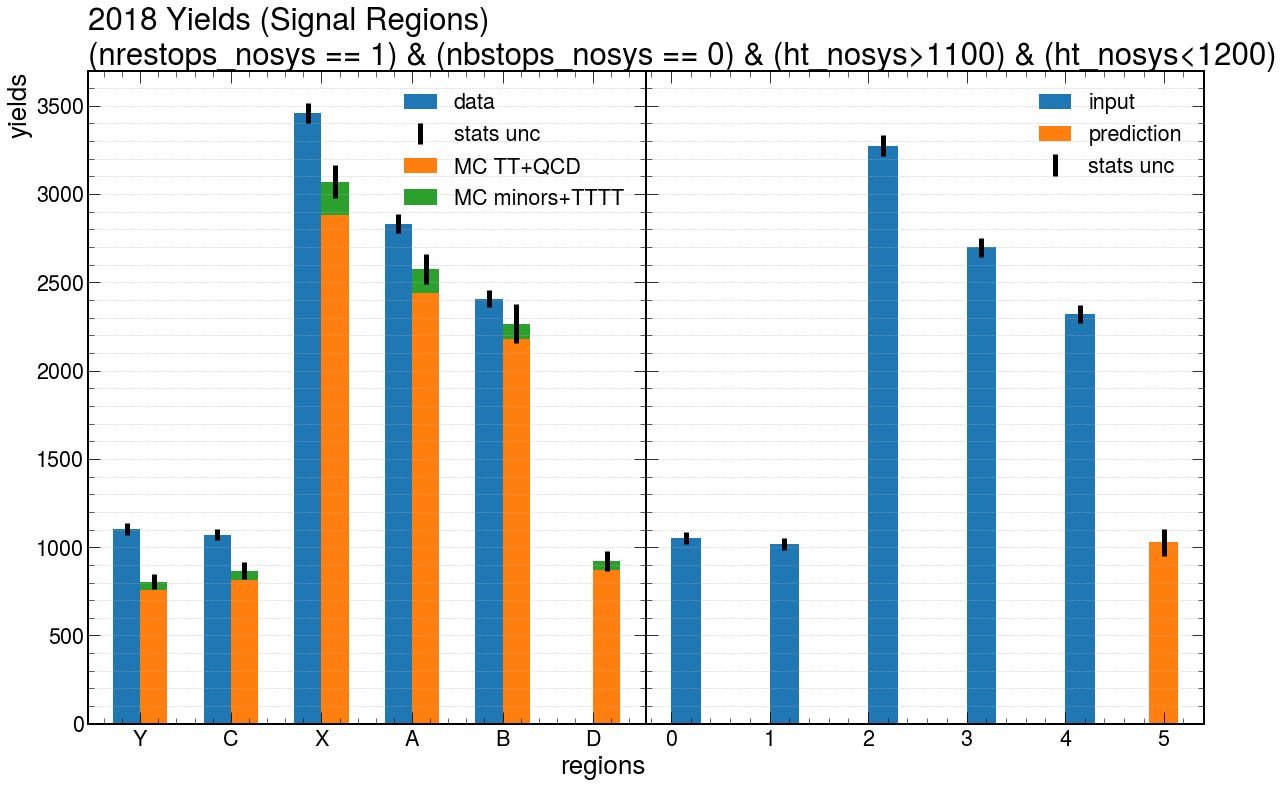 2018 Yields (Signal Regions)
(nrestops_nosys == 1) & (nbstops_nosys == 0) & (ht_nosys>1100) & (ht_nosys<1200)
yields
3500
3000
2500
2000
1500
1000
500
0
data
stats unc
MC TT+QCD
MC minors+TTTT
input
prediction
stats unc
Y C X A B D
0 1 2 3 4 5
regions